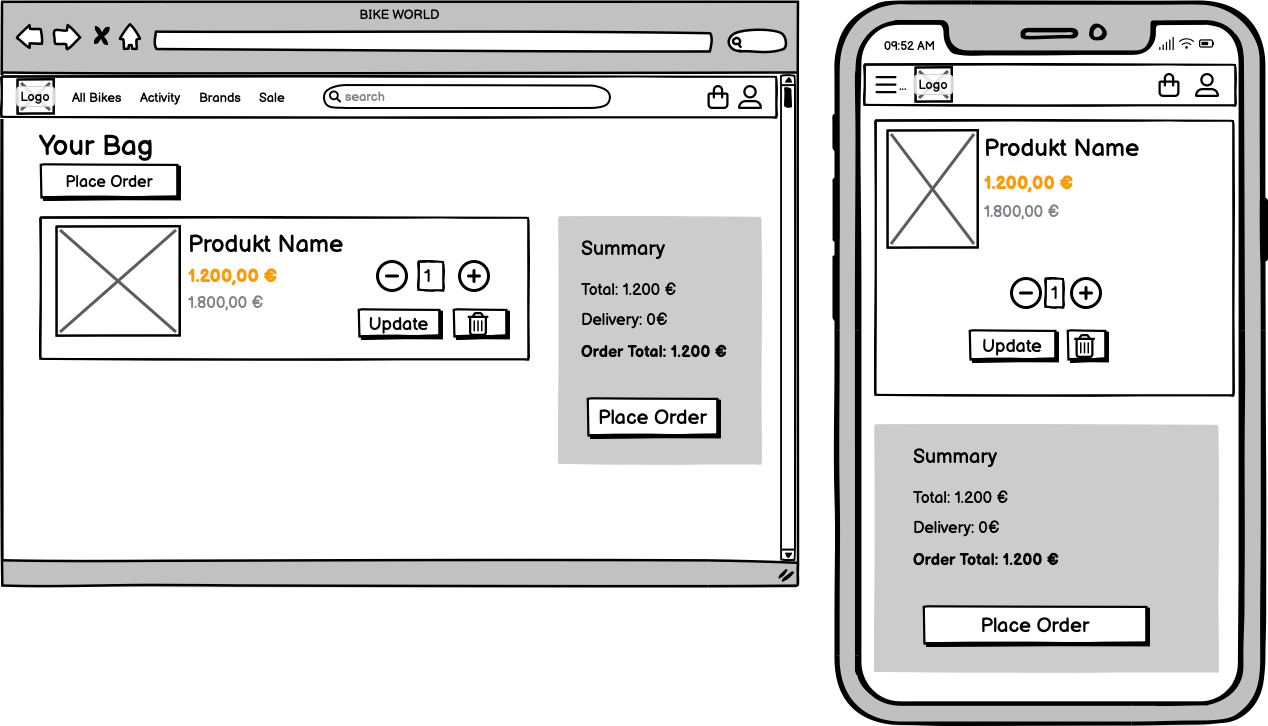 BIKE WORLD
Logo All Bikes Activity Brands Sale search
Your Bag
Place Order
Produkt Name
1.200,00 €
1.800,00 €
1
Update
Summary
Total: 1.200 €
Delivery: 0€
Order Total: 1.200 €
Place Order
09:52 AM
... Logo
Produkt Name
1.200,00 €
1.800,00 €
1
Update
Summary
Total: 1.200 €
Delivery: 0€
Order Total: 1.200 €
Place Order